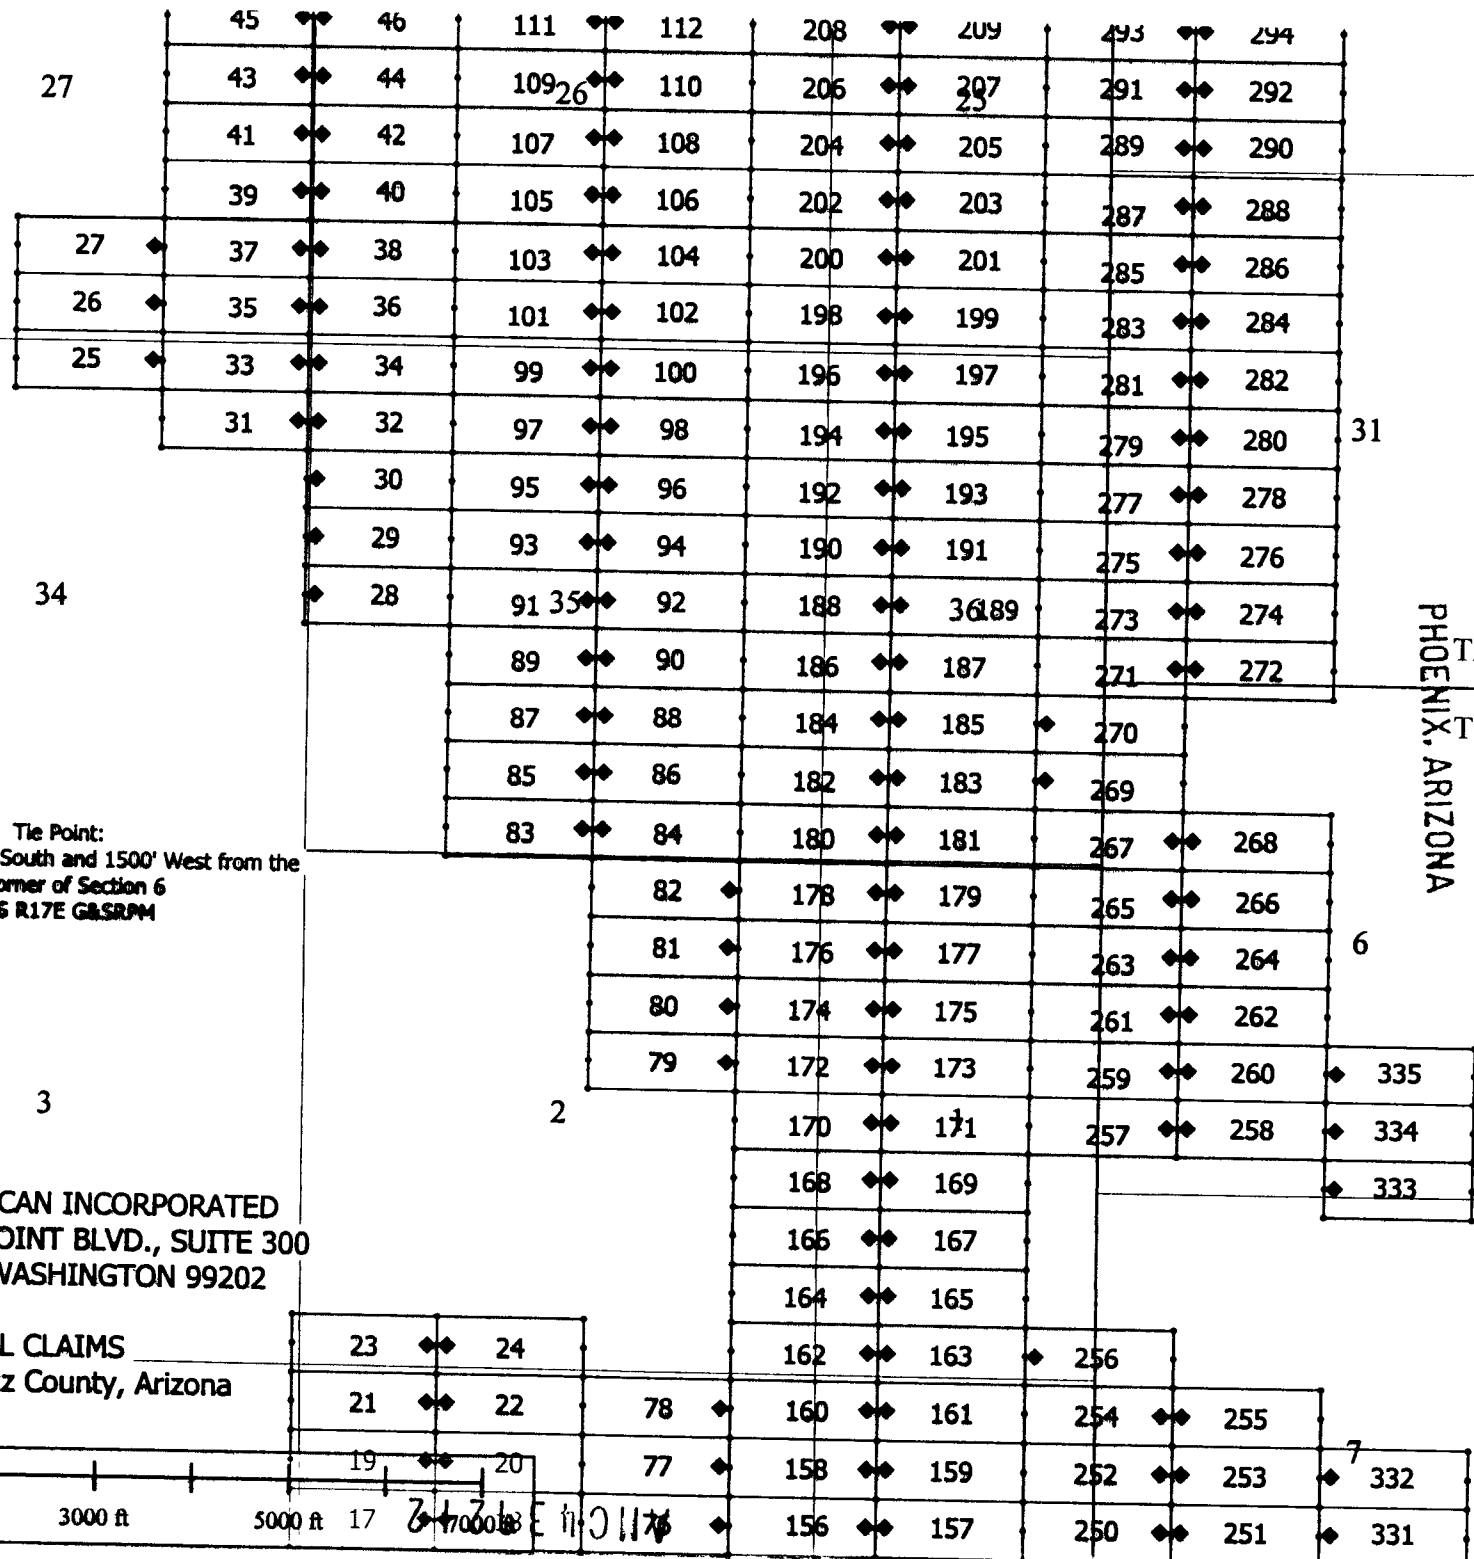 45 46 111 112 208 209 293 294
27 43 44 109 26 110 206 207 25 291 292
41 42 107 108 204 205 289 290
39 40 105 106 202 203 287 288
27 37 38 103 104 200 201 285 286
26 35 36 101 102 198 199 283 284
25 33 34 99 100 196 197 281 282
31 32 97 98 194 195 279 280 31
30 95 96 192 193 277 278
29 93 94 190 191 275 276
34 28 91 35 92 188 36 189 273 274
89 90 186 187 271 272
87 88 184 185 270
85 86 182 183 269
83 84 180 181 267 268
82 178 179 265 266
81 176 177 263 264 6
80 174 175 261 262
79 172 173 259 260 335
3 2 170 171 1 257 258 334
168 169 333
166 167
164 165
23 24 162 163 256
21 22 78 160 161 254 255
19 20 77 158 159 252 253 7 332
17 76 156 157 250 251 331
PHOENIX, ARIZONA
T
T
Tie Point:
South and 1500' West from the
orner of Section 6
S R17E G&SRPM
CAN INCORPORATED
OINT BLVD., SUITE 300
WASHINGTON 99202
L CLAIMS
z County, Arizona
3000 ft 5000 ft 7000 ft